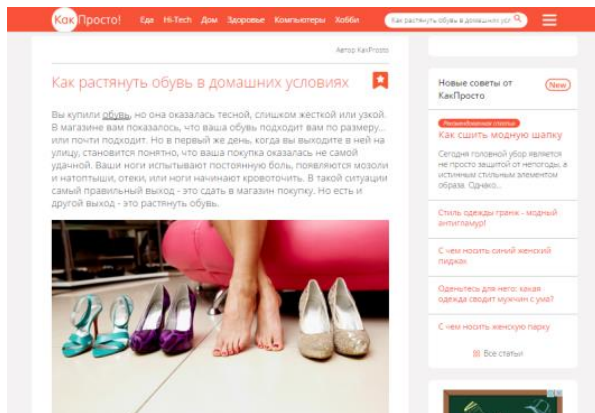 КакПросто!
Еда Hi-Tech Дом Здоровье Компьютеры Хобби
Как растянуть обувь в домашних усл
Автор KakProsto
Как растянуть обувь в домашних условиях
Вы купили обувь, но она оказалась тесной, слишком жёсткой или узкой.
В магазине вам показалось, что ваша обувь подходит вам по размеру...
или почти подходит. Но в первый же день, когда вы выходите в ней на
улицу, становится понятно, что ваша покупка оказалась не самой
удачной. Ваши ноги испытывают постоянную боль, появляются мозоли
и натоптыши, отеки, или ноги начинают кровоточить. В такой ситуации
самый правильный выход - это сдать в магазин покупку. Но есть и
другой выход - это растянуть обувь.
Новые советы от
КакПросто
New
Рекомендованная статья
Как сшить модную шапку
Сегодня головной убор является
не просто защитой от непогоды, а
истинным стильным элементом
образа. Однако...
Стиль одежды гранж - модный
антигламур!
С чем носить синий женский
пиджак
Оденьтесь для него: какая
одежда сводит мужчин с ума?
С чем носить женскую парку
Все статьи